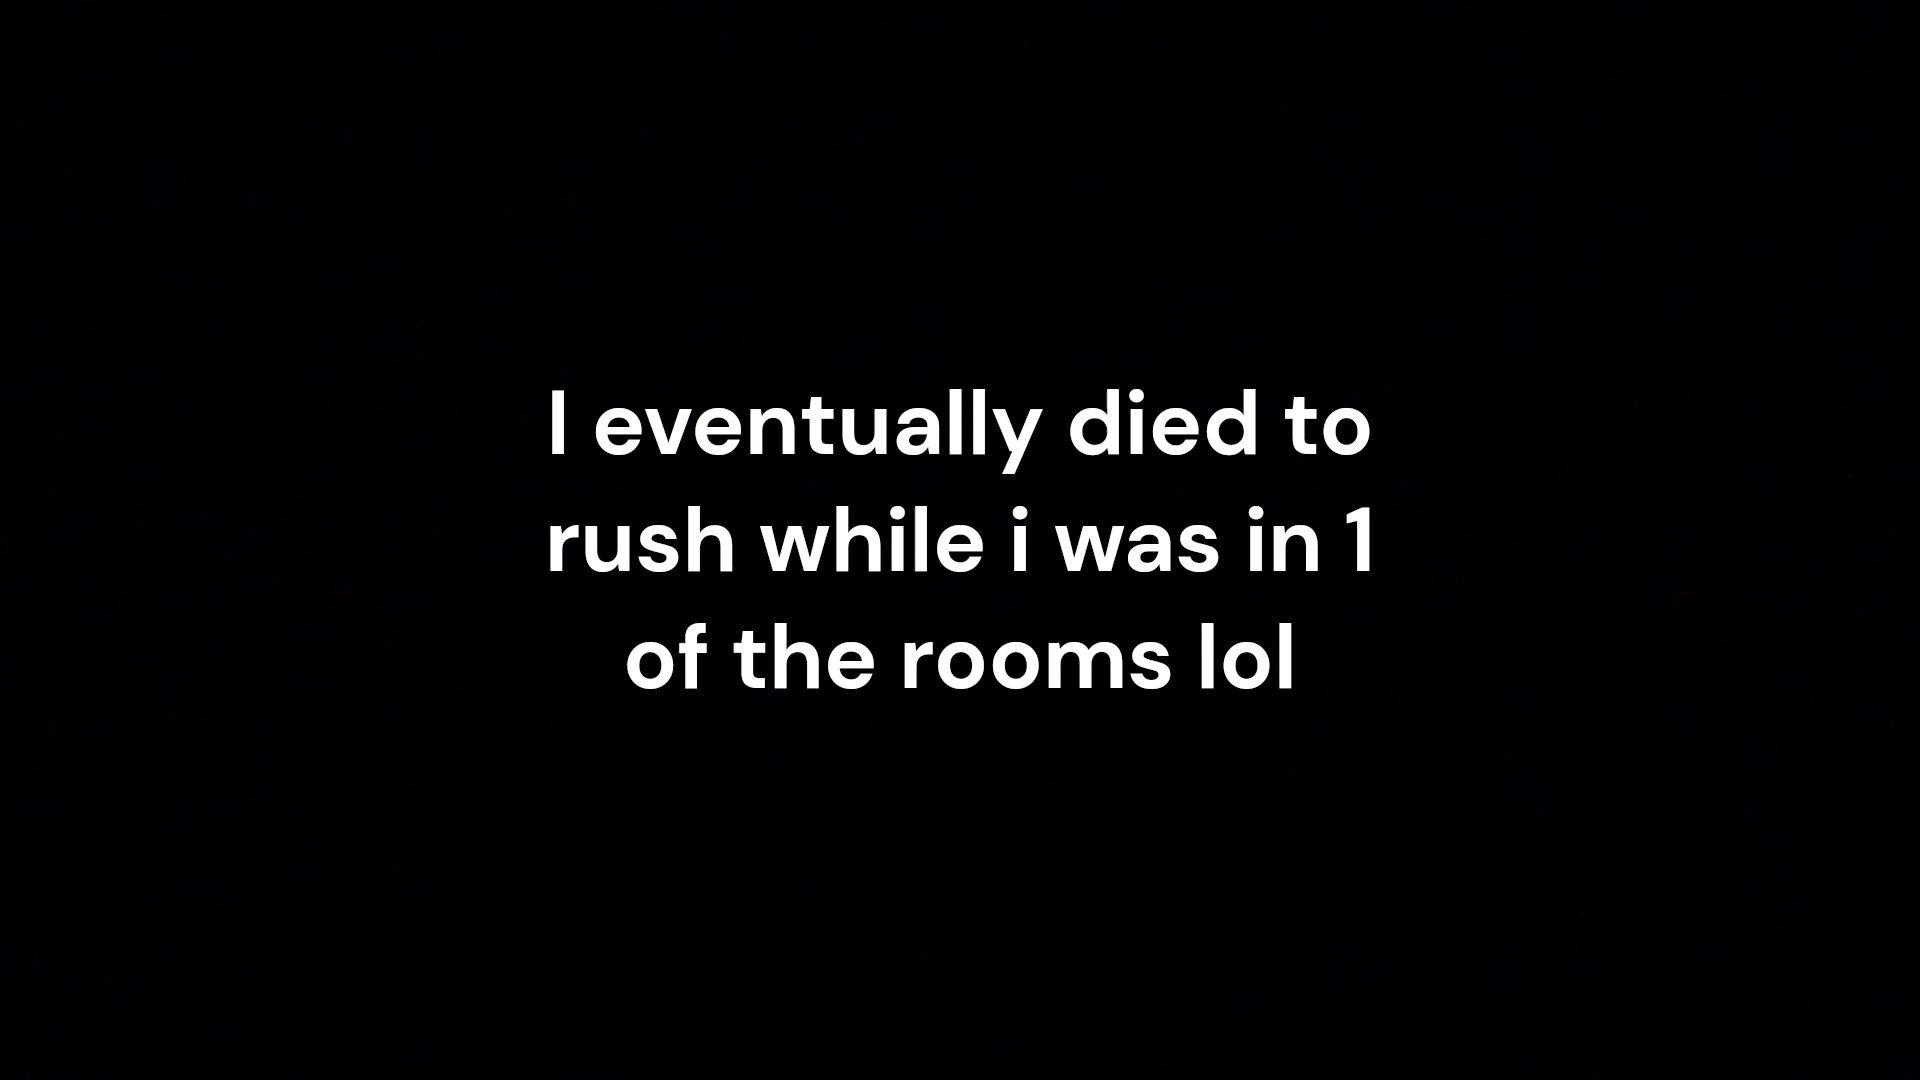 I eventually died to
rush while i was in 1
of the rooms lol